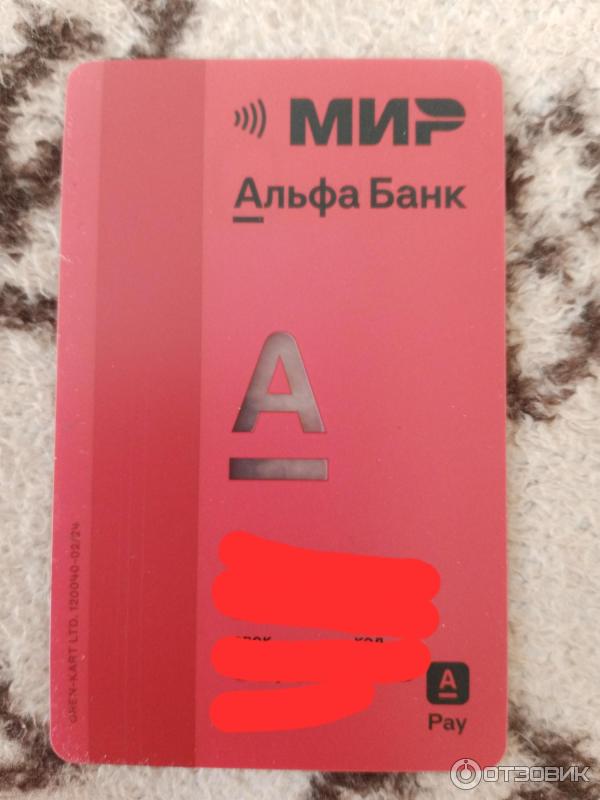 МИР
Альфа Банк
А
GREN-KART LTD. 120040-02/24
срок код
А
Pay
ОТЗОВИК